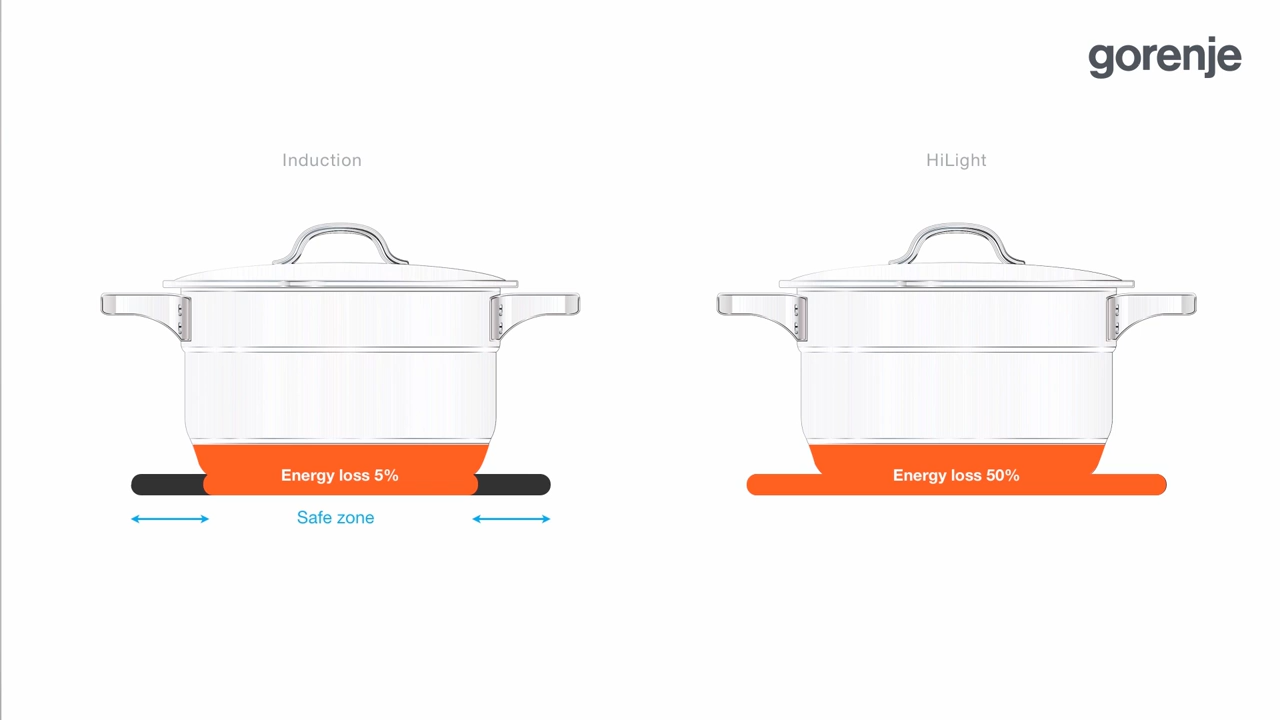 gorenje
Induction
HiLight
Energy loss 5%
Energy loss 50%
Safe zone